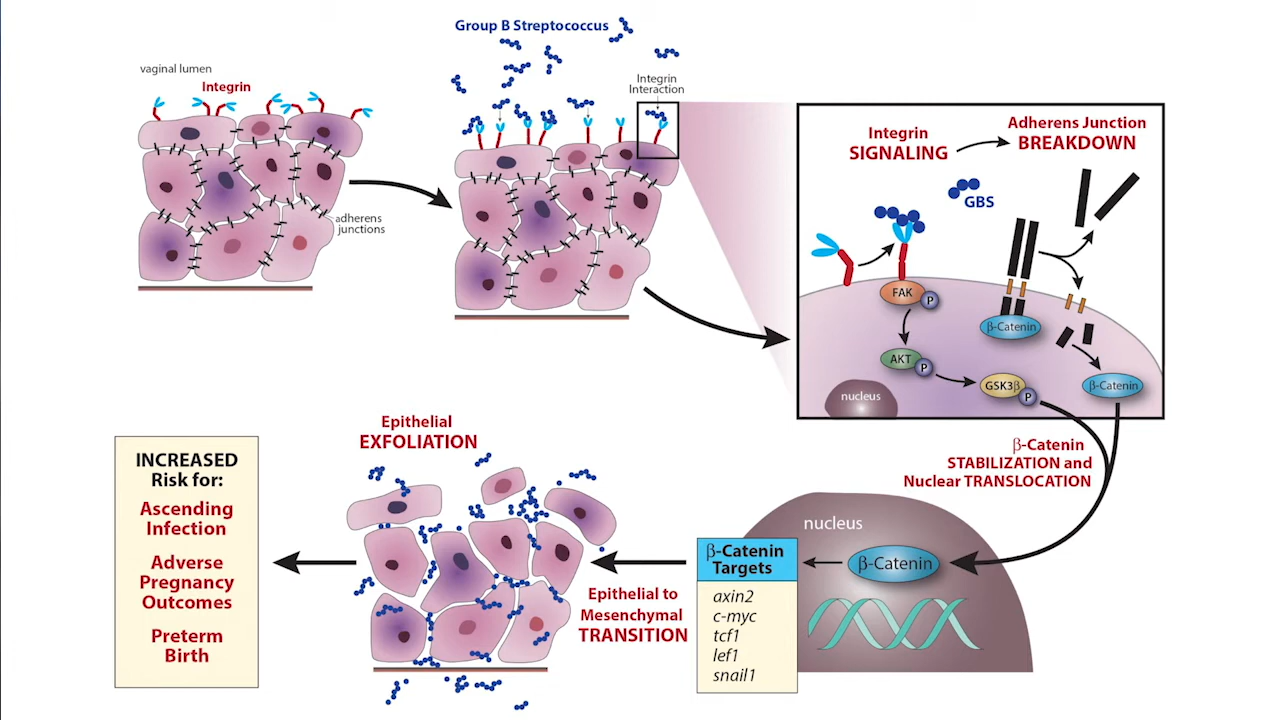 Group B Streptococcus
vaginal lumen
Integrin
adherens
junctions
Integrin
Interaction
Integrin
SIGNALING
Adherens Junction
BREAKDOWN
GBS
FAK
P
β-Catenin
AKT
P
GSK3β
P
β-Catenin
nucleus
β-Catenin
STABILIZATION and
Nuclear TRANSLOCATION
nucleus
β-Catenin
β-Catenin
Targets
axin2
c-myc
tcf1
lef1
snail1
Epithelial to
Mesenchymal
TRANSITION
Epithelial
EXFOLIATION
INCREASED
Risk for:
Ascending
Infection
Adverse
Pregnancy
Outcomes
Preterm
Birth